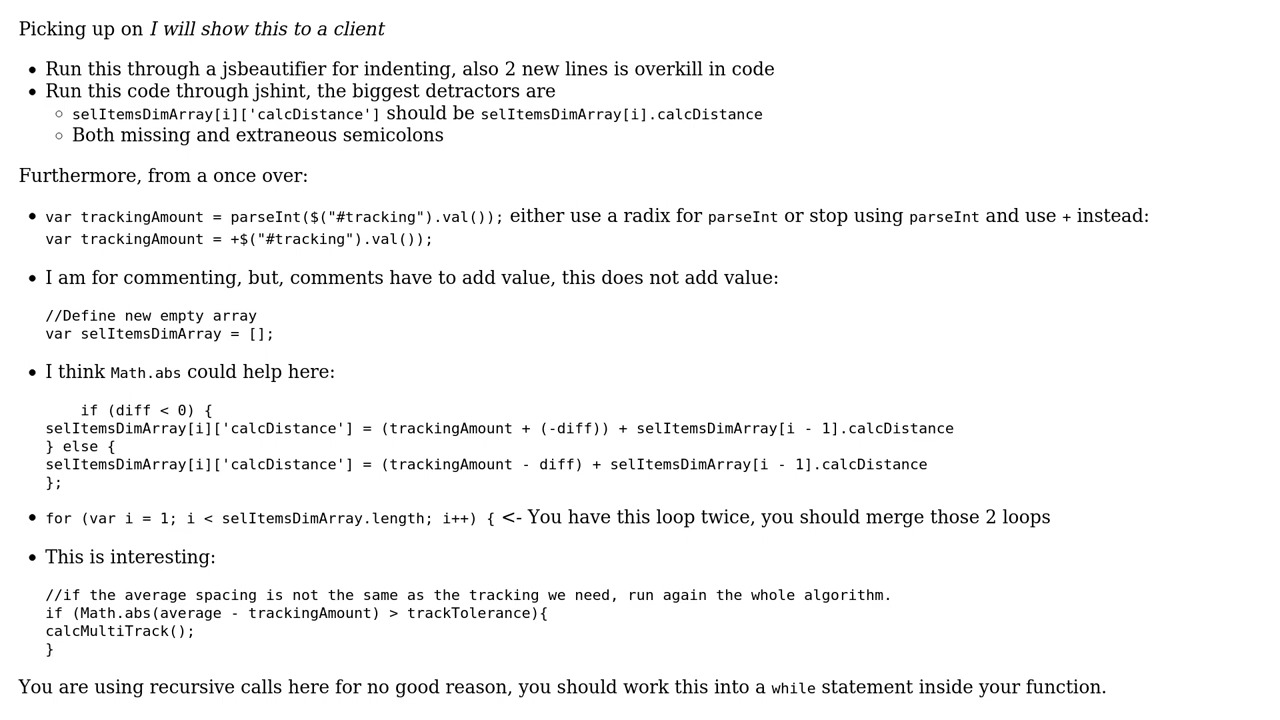 Picking up on I will show this to a client
• Run this through a jsbeautifier for indenting, also 2 new lines is overkill in code
• Run this code through jshint, the biggest detractors are
○ selItemsDimArray[i]['calcDistance'] should be selItemsDimArray[i].calcDistance
○ Both missing and extraneous semicolons
Furthermore, from a once over:
• var trackingAmount = parseInt($("#tracking").val()); either use a radix for parseInt or stop using parseInt and use + instead:
var trackingAmount = +$("#tracking").val());
• I am for commenting, but, comments have to add value, this does not add value:
//Define new empty array
var selItemsDimArray = [];
• I think Math.abs could help here:
    if (diff < 0) {
selItemsDimArray[i]['calcDistance'] = (trackingAmount + (-diff)) + selItemsDimArray[i - 1].calcDistance
} else {
selItemsDimArray[i]['calcDistance'] = (trackingAmount - diff) + selItemsDimArray[i - 1].calcDistance
};
• for (var i = 1; i < selItemsDimArray.length; i++) { <- You have this loop twice, you should merge those 2 loops
• This is interesting:
//if the average spacing is not the same as the tracking we need, run again the whole algorithm.
if (Math.abs(average - trackingAmount) > trackTolerance){
calcMultiTrack();
}
You are using recursive calls here for no good reason, you should work this into a while statement inside your function.